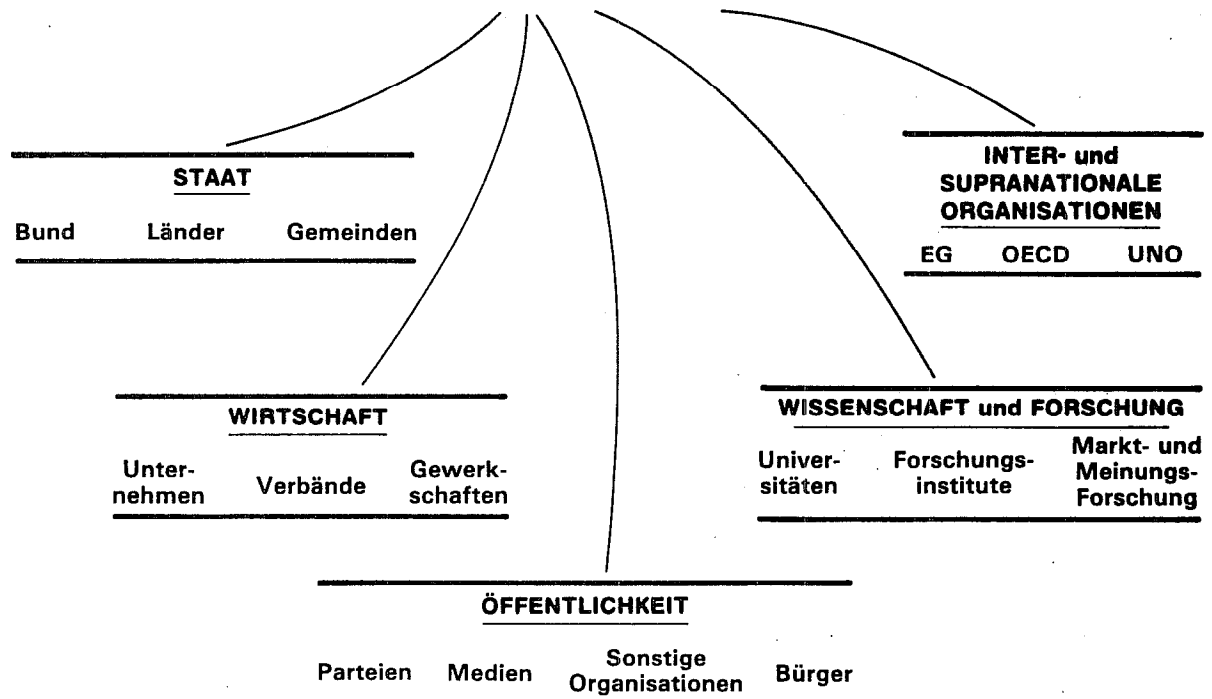 STAAT
Bund Länder Gemeinden
INTER- und
SUPRANATIONALE
ORGANISATIONEN
EG OECD UNO
WIRTSCHAFT
Unter-
nehmen
Verbände
Gewerk-
schaften
WISSENSCHAFT und FORSCHUNG
Univer-
sitäten
Forschungs-
institute
Markt- und
Meinungs-
Forschung
ÖFFENTLICHKEIT
Parteien
Medien
Sonstige
Organisationen
Bürger